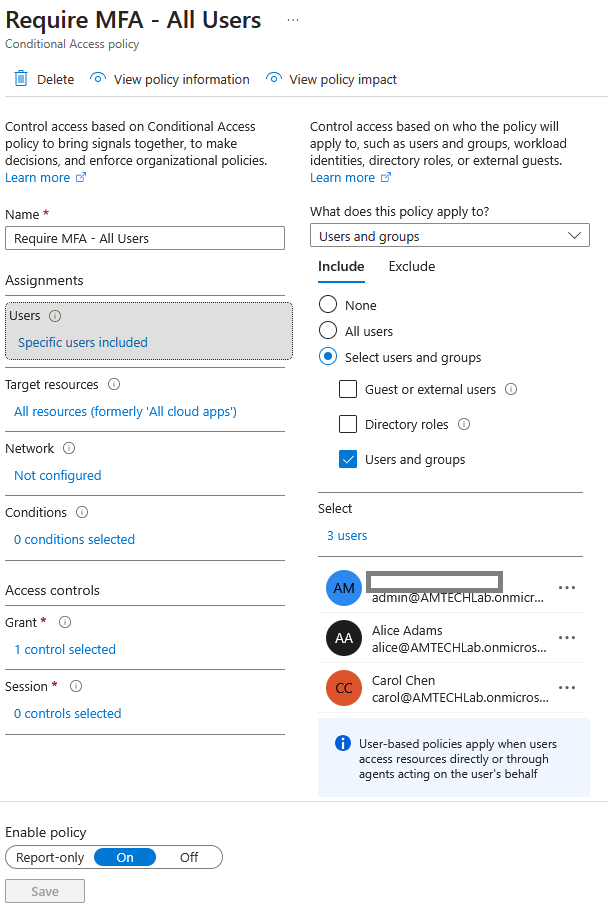 Require MFA - All Users ...
Conditional Access policy
Delete View policy information View policy impact
Control access based on Conditional Access
policy to bring signals together, to make
decisions, and enforce organizational policies.
Learn more
Name *
Require MFA - All Users
Assignments
Users
Specific users included
Target resources
All resources (formerly 'All cloud apps')
Network
Not configured
Conditions
0 conditions selected
Access controls
Grant *
1 control selected
Session *
0 controls selected
Control access based on who the policy will
apply to, such as users and groups, workload
identities, directory roles, or external guests.
Learn more
What does this policy apply to?
Users and groups
Include Exclude
None
All users
Select users and groups
Guest or external users
Directory roles
Users and groups
Select
3 users
AM
admin@AMTECHLab.onmicr...
AA
Alice Adams
alice@AMTECHLab.onmicros...
CC
Carol Chen
carol@AMTECHLab.onmicros...
User-based policies apply when users
access resources directly or through
agents acting on the user's behalf
Enable policy
Report-only On Off
Save